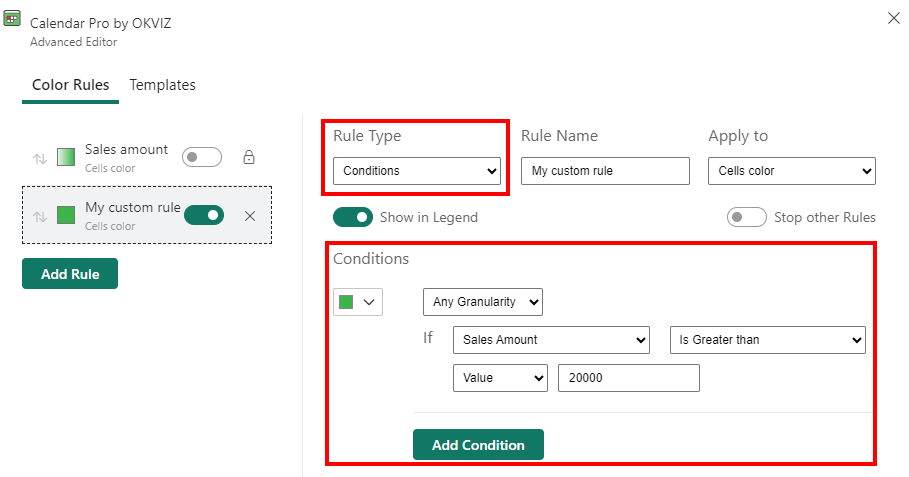 Calendar Pro by OKVIZ
Advanced Editor
Color Rules Templates
Sales amount
Cells color
My custom rule
Cells color
Add Rule
Rule Type Rule Name Apply to
Conditions My custom rule Cells color
Show in Legend Stop other Rules
Conditions
Any Granularity
If Sales Amount Is Greater than
Value 20000
Add Condition